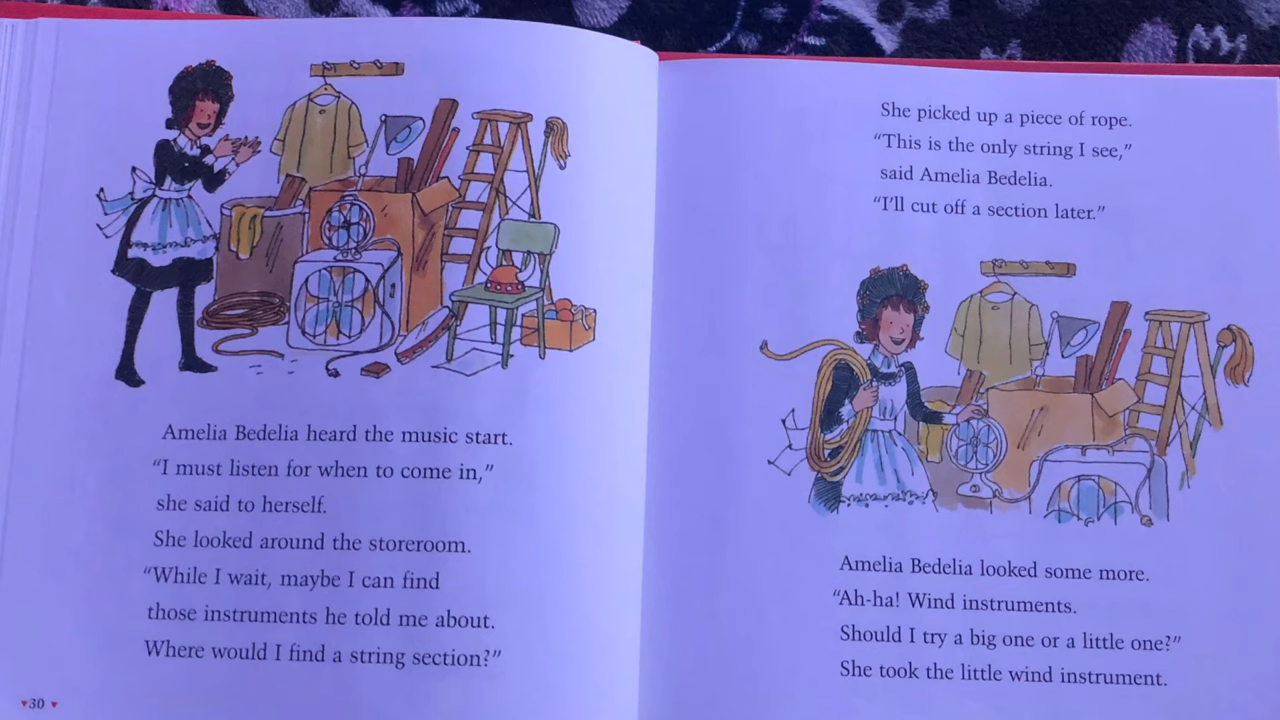 Amelia Bedelia heard the music start.
“I must listen for when to come in,”
she said to herself.
She looked around the storeroom.
“While I wait, maybe I can find
those instruments he told me about.
Where would I find a string section?”
♥30 ♥
She picked up a piece of rope.
“This is the only string I see,”
said Amelia Bedelia.
“I’ll cut off a section later.”
Amelia Bedelia looked some more.
“Ah-ha! Wind instruments.
Should I try a big one or a little one?”
She took the little wind instrument.